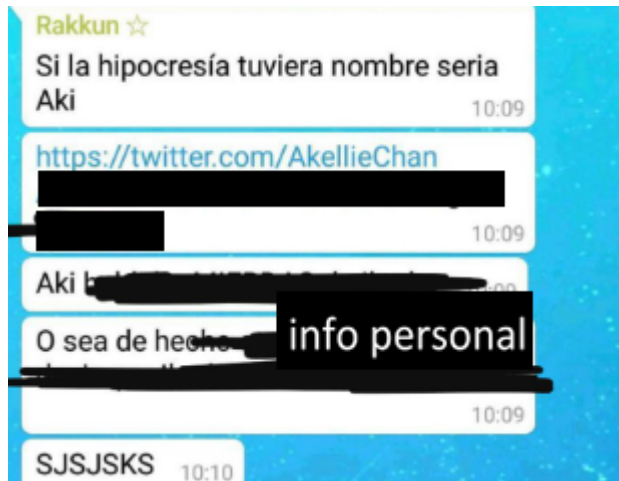 Rakkun ☆
Si la hipocresía tuviera nombre seria
Aki
10:09
https://twitter.com/AkellieChan
10:09
Aki
O sea de hecho
info personal
10:09
SJSJSKS 10:10